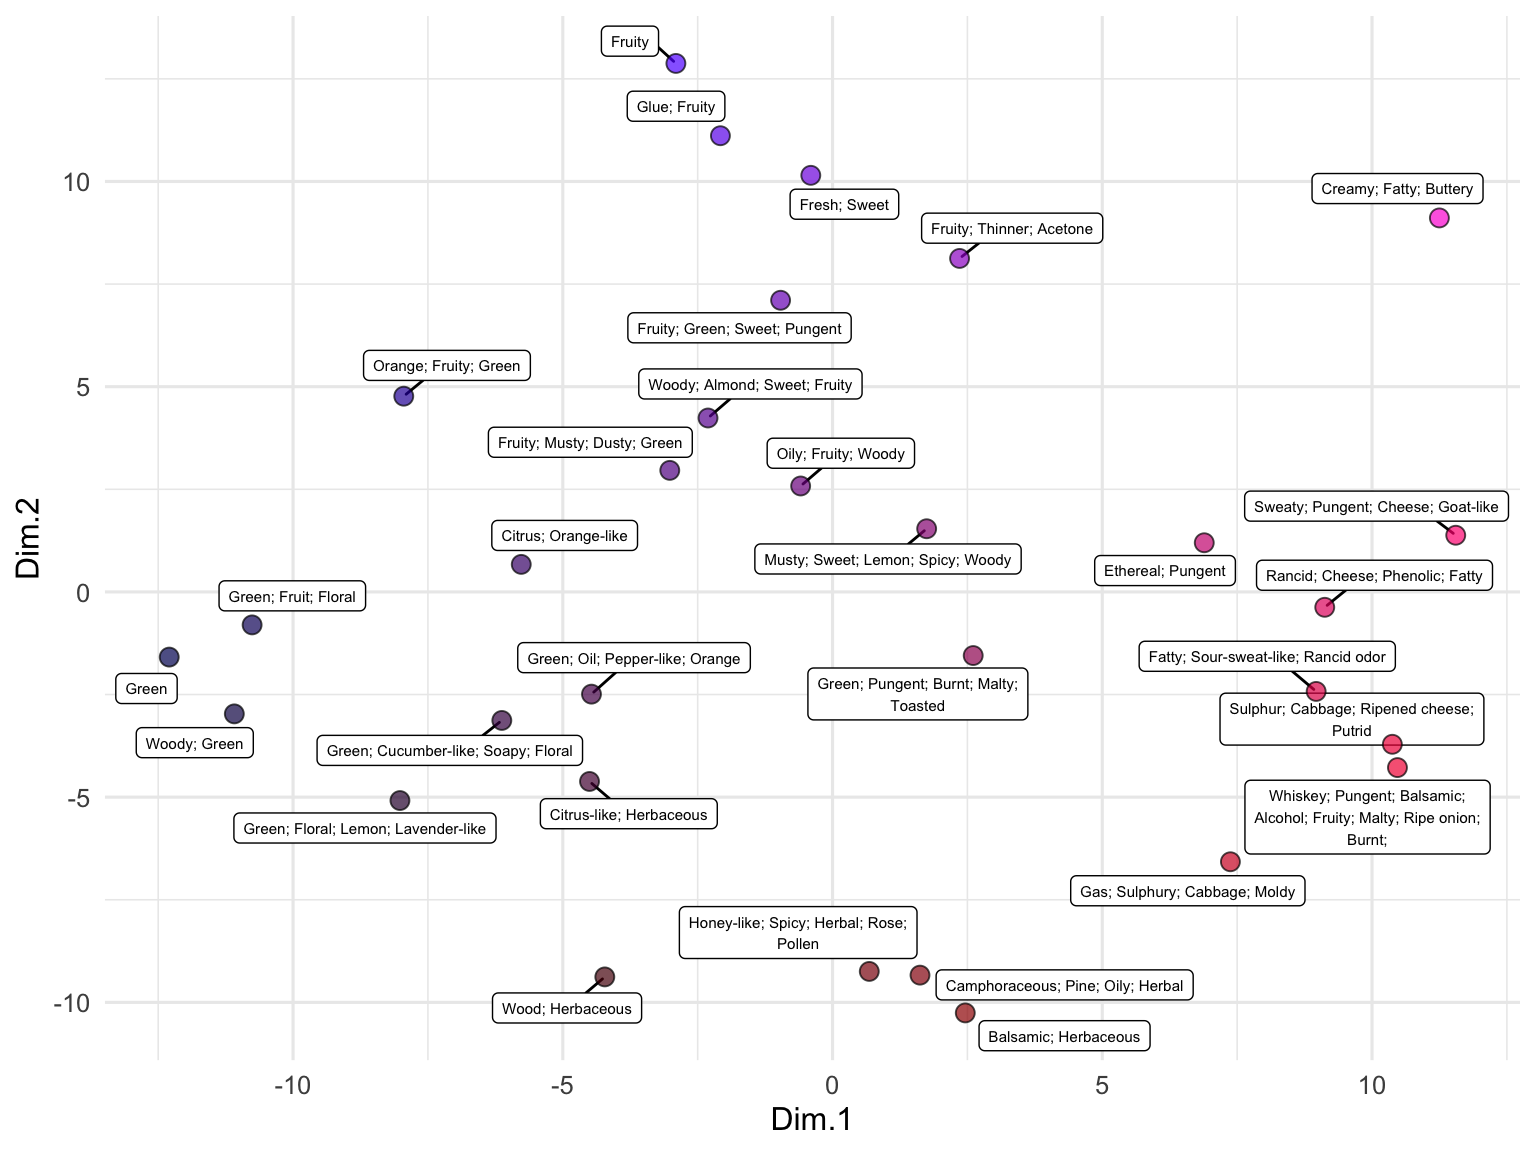 Fruity
Glue; Fruity
10
Creamy; Fatty; Buttery
Fresh; Sweet
Fruity; Thinner; Acetone
Fruity; Green; Sweet; Pungent
Orange; Fruity; Green
5
Woody; Almond; Sweet; Fruity
Fruity; Musty; Dusty; Green
Oily; Fruity; Woody
Dim.2
Sweaty; Pungent; Cheese; Goat-like
Citrus; Orange-like
Musty; Sweet; Lemon; Spicy; Woody
Ethereal; Pungent
Rancid; Cheese; Phenolic; Fatty
0
Green; Fruit; Floral
Green; Oil; Pepper-like; Orange
Fatty; Sour-sweat-like; Rancid odor
Green
Green; Pungent; Burnt; Malty;
Toasted
Sulphur; Cabbage; Ripened cheese;
Putrid
Woody; Green
Green; Cucumber-like; Soapy; Floral
-5
Whiskey; Pungent; Balsamic;
Alcohol; Fruity; Malty; Ripe onion;
Burnt;
Citrus-like; Herbaceous
Green; Floral; Lemon; Lavender-like
Gas; Sulphury; Cabbage; Moldy
Honey-like; Spicy; Herbal; Rose;
Pollen
Camphoraceous; Pine; Oily; Herbal
-10
Wood; Herbaceous
Balsamic; Herbaceous
-10
-5
0
5
10
Dim.1